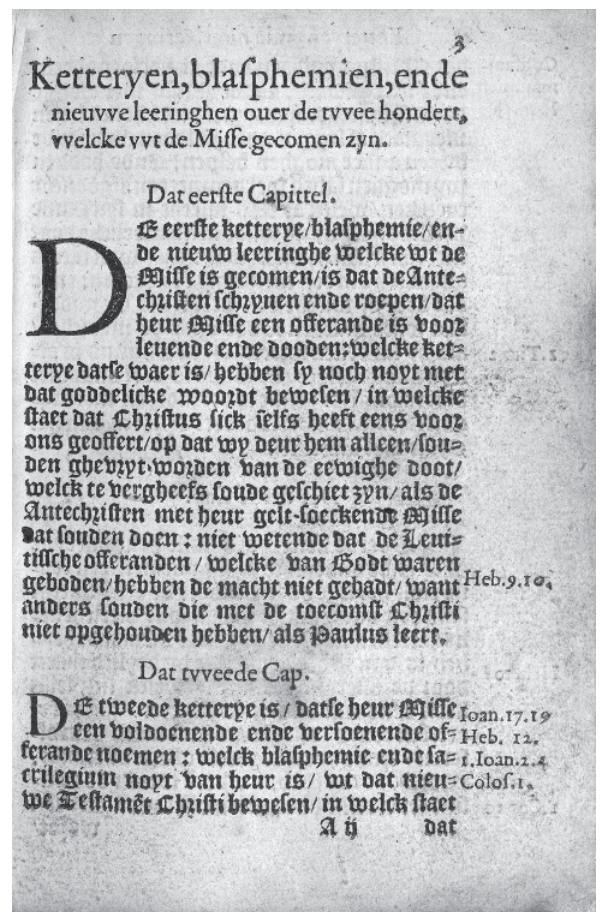 3
Ketteryen, blaſphemien, ende
nieuvve leeringhen ouer de tvvee hondert,
vvelcke vvt de Miſſe gecomen zyn.
Dat eerſte Capittel.
DE eerſte ketterye/blaſphemie/en-
de nieuw leeringhe welcke wt de
Miſſe is gecomen/is dat de Ante-
chriſten ſchryuen ende roepen/dat
heur Miſſe een offerande is voor
leuende ende dooden: welcke ket-
terye datſe waer is/ hebben ſy noch noyt met
dat goddelicke woordt beweſen/ in welcke
ſtaet dat Chriſtus ſick ſelfs heeft eens voor
ons geoffert/op dat wy deur hem alleen/ſou-
den ghevryt worden van de eewighe doot/
welck te vergheefs ſoude geſchiet zyn/ als de
Antechriſten met heur gelt-ſoeckende Miſſe
dat ſouden doen: niet wetende dat de Leui-
tiſſche offeranden/ welcke van Godt waren
geboden/hebben de macht niet gehadt/ want Heb.9.10.
anders ſouden die met de toecomſt Chriſti
niet opgehouden hebben/ als Paulus leert.
Dat tvveede Cap.
DE tweede ketterye is/ datſe heur Miſſe Ioan.17.19
een voldoenende ende verſoenende of- Heb. 12.
ferande noemen: welck blaſphemie ende ſa- 1.Ioan.2.4
crilegium noyt van heur is/ wt dat nieu- Coloſ.1.
we Teſtamēt Chriſti beweſen/ in welck ſtaet
A ij dat